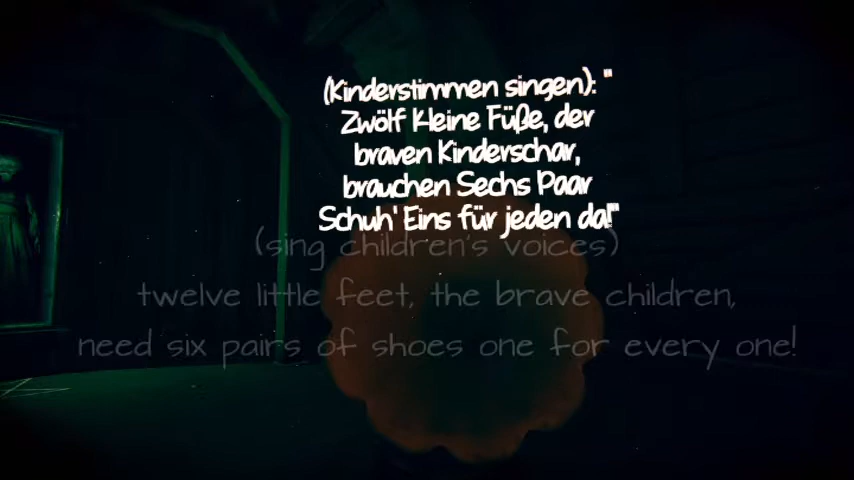 (Kinderstimmen singen): "
Zwölf Kleine Füße, der
braven Kinderschar,
brauchen Sechs Paar
Schuh' Eins für jeden da!"
(sing children's voices)
twelve little feet, the brave children,
need six pairs of shoes one for every one!